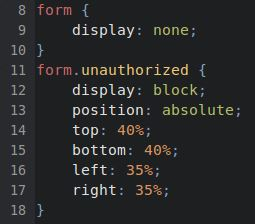 8 form {
9     display: none;
10 }
11 form.unauthorized {
12     display: block;
13     position: absolute;
14     top: 40%;
15     bottom: 40%;
16     left: 35%;
17     right: 35%;
18 }